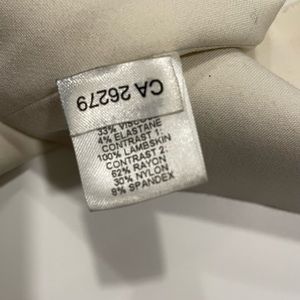 CA 26279
33% VISCOSE
4% ELASTANE
CONTRAST 1:
100% LAMBSKIN
CONTRAST 2:
62% RAYON
30% NYLON
8% SPANDEX